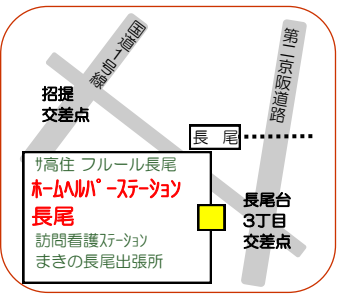 国道1号線
第二京阪道路
招提
交差点
長 尾
ｻ高住 フルール長尾
ﾎｰﾑﾍﾙﾊﾟｰｽﾃｰｼｮﾝ
長尾
訪問看護ｽﾃｰｼｮﾝ
まきの長尾出張所
長尾台
3丁目
交差点